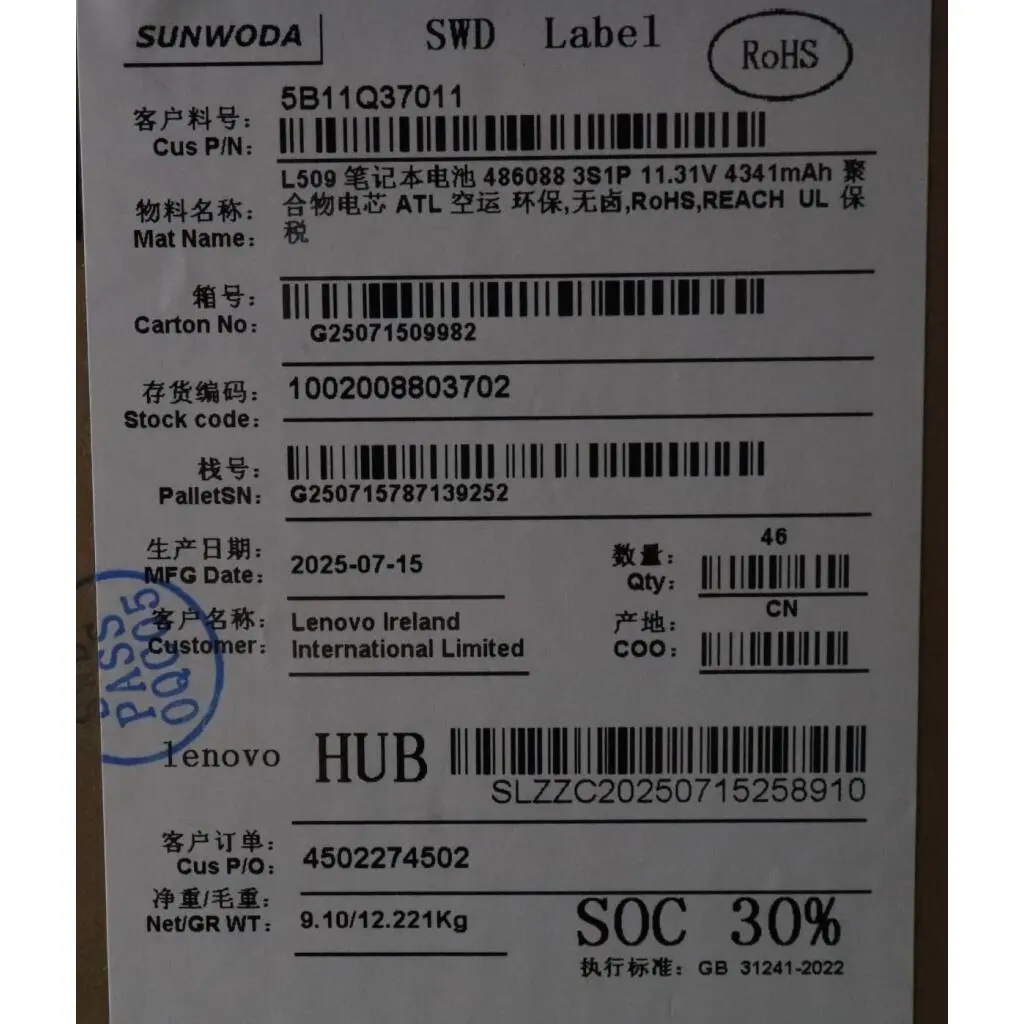 SUNWODA
SWD Label
RoHS
5B11Q37011
客户料号:
Cus P/N:
L509 笔记本电池 486088 3S1P 11.31V 4341mAh 聚
合物电芯 ATL 空运 环保,无卤,RoHS,REACH UL 保
税
物料名称:
Mat Name:
箱号:
Carton No:
G25071509982
存货编码:
Stock code:
1002008803702
栈号:
PalletSN:
G250715787139252
生产日期:
MFG Date:
2025-07-15
数量:
Qty:
46
客户名称:
Customer:
Lenovo Ireland
International Limited
产地:
COO:
CN
PASS
OQC05
lenovo
HUB
SLZZC20250715258910
客户订单:
Cus P/O:
4502274502
净重/毛重:
Net/GR WT:
9.10/12.221Kg
SOC 30%
执行标准: GB 31241-2022